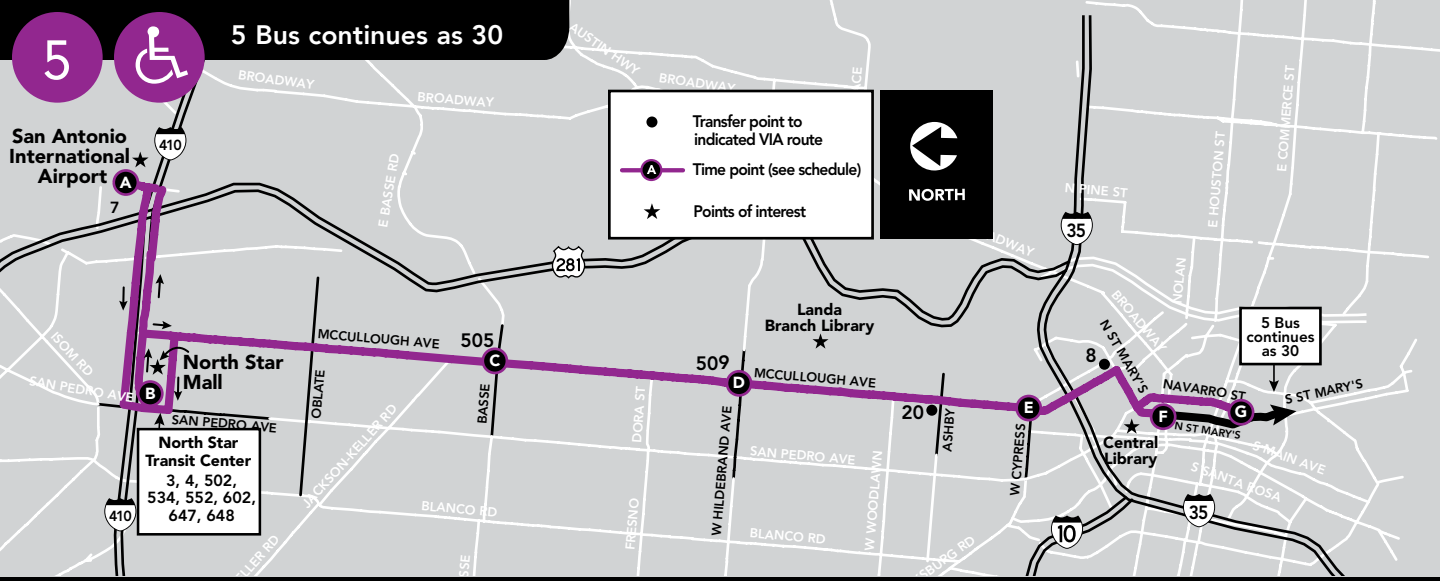 5
5 Bus continues as 30
AUSTIN HWY
BROADWAY
BROADWAY
BROADWAY
San Antonio
International
Airport
410
A
7
E BASSE RD
Transfer point to
indicated VIA route
A
Time point (see schedule)
Points of interest
NORTH
N PINE ST
E HOUSTON ST
E COMMERCE ST
35
281
NOLAN
BROADWAY
ISOM RD
SAN PEDRO AVE
North Star
Mall
B
SAN PEDRO AVE
North Star
Transit Center
3, 4, 502,
534, 552, 602,
647, 648
410
OBLATE
MCCULLOUGH AVE
505
C
BASSE
JACKSON-KELLER RD
BLANCO RD
509
D
MCCULLOUGH AVE
Landa
Branch Library
DORA ST
FRESNO
W HILDEBRAND AVE
SAN PEDRO AVE
BLANCO RD
W WOODLAWN
20
ASHBY
E
W CYPRESS
8
N ST MARY'S
NAVARRO ST
F
G
N ST MARY'S
Central
Library
5 Bus
continues
as 30
S ST MARY'S
S MAIN AVE
S SANTA ROSA
10
35